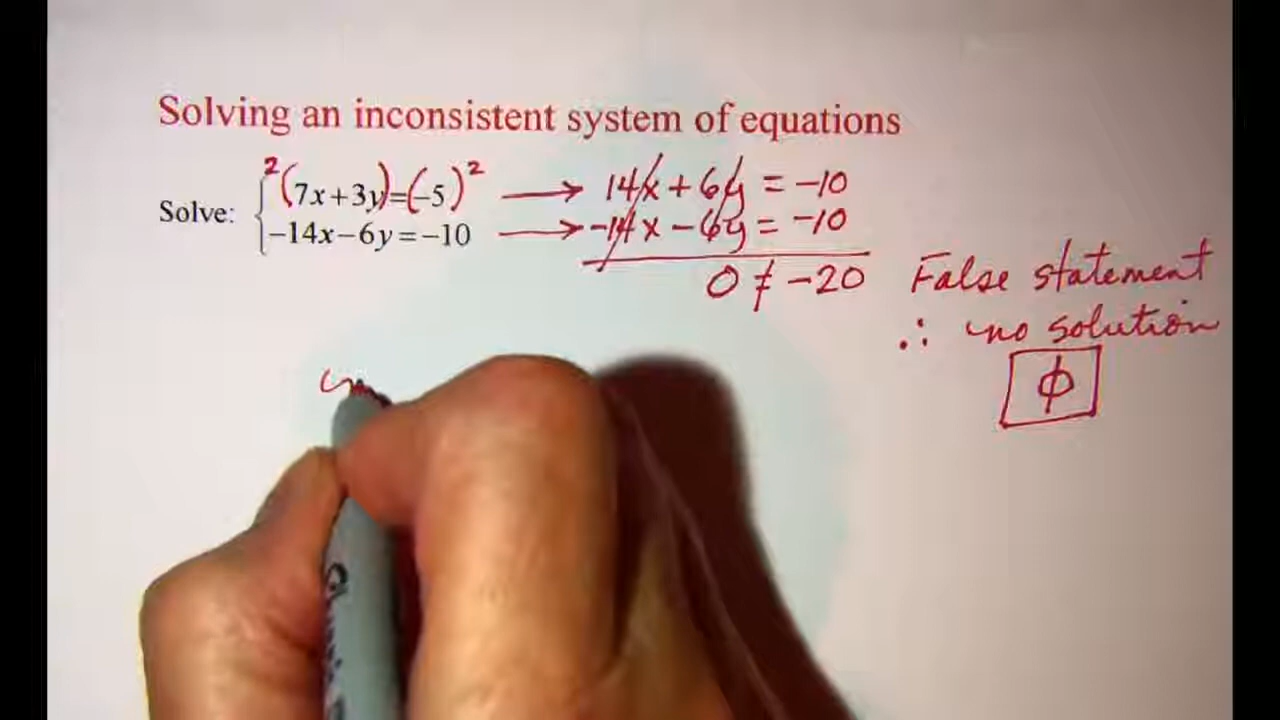 Solving an inconsistent system of equations
Solve: { ²(7x+3y)=(-5)² → 14x+6y = -10
-14x-6y=-10 → -14x-6y = -10
0 ≠ -20 False statement
∴ no solution
ϕ